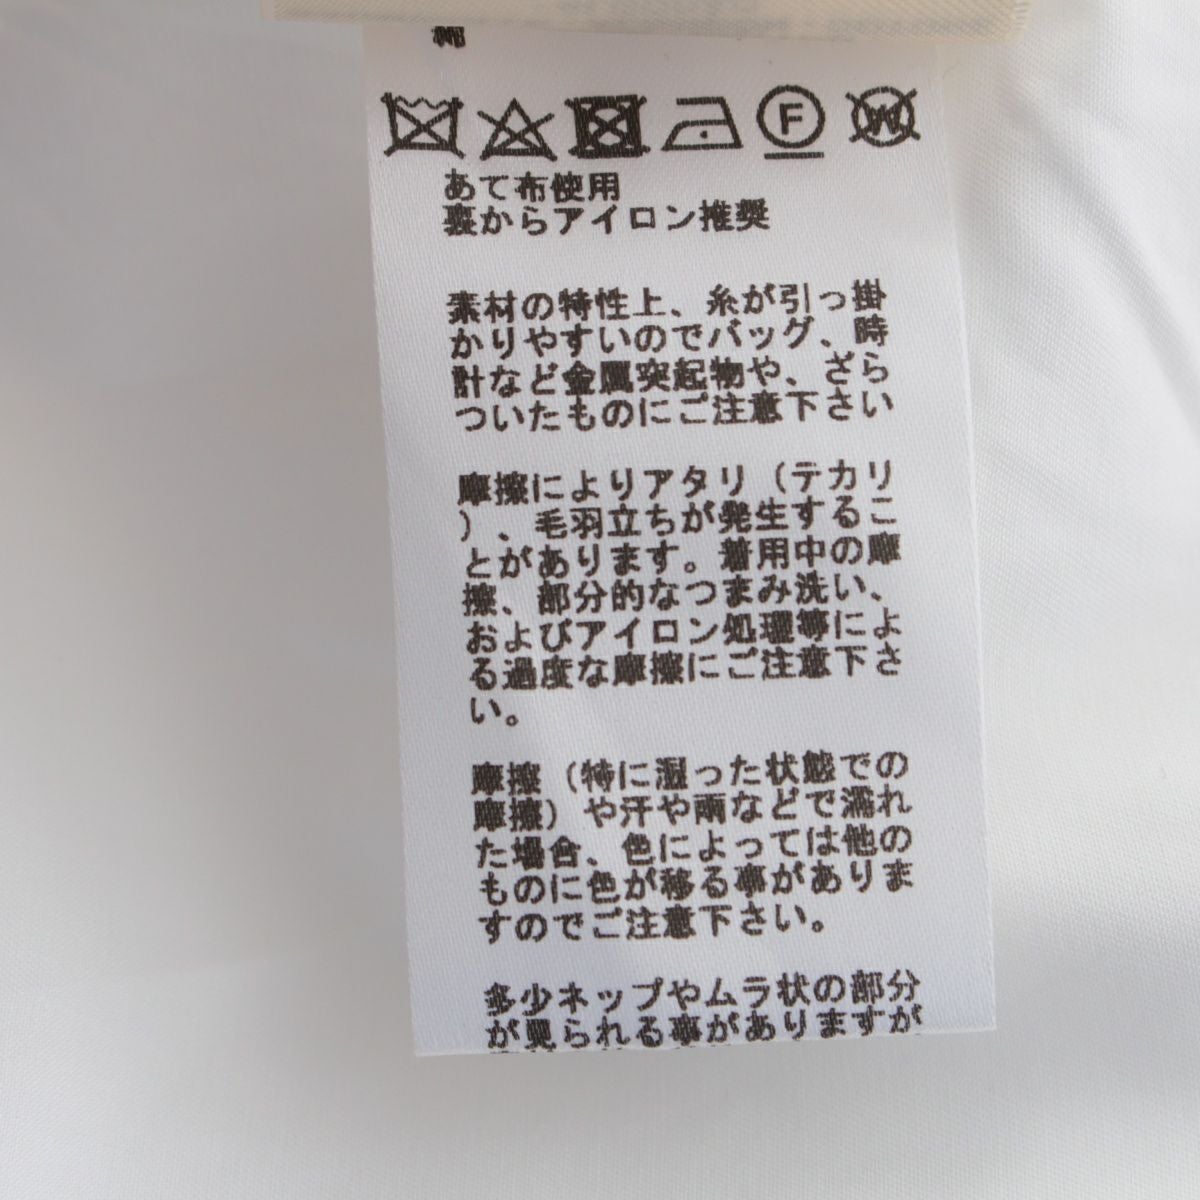 綿
F
W
あて布使用
裏からアイロン推奨
素材の特性上、糸が引っ掛
かりやすいのでバッグ、時
計など金属突起物や、ざら
ついたものにご注意下さい
摩擦によりアタリ（テカリ
）、毛羽立ちが発生するこ
とがあります。着用中の摩
擦、部分的なつまみ洗い、
およびアイロン処理等によ
る過度な摩擦にご注意下さ
い。
摩擦（特に湿った状態での
摩擦）や汗や雨などで濡れ
た場合、色によっては他の
ものに色が移る事がありま
すのでご注意下さい。
多少ネップやムラ状の部分
が見られる事がありますが